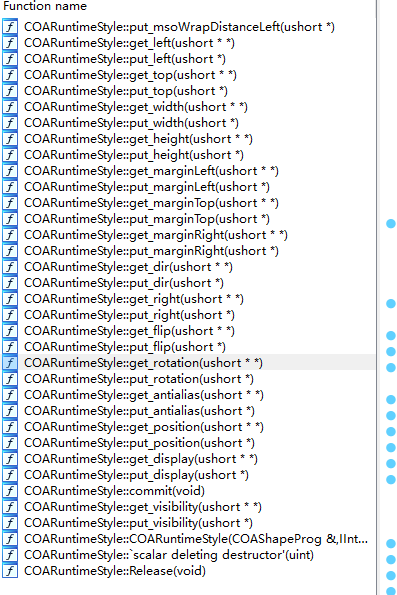 Function name
COARuntimeStyle::put_msoWrapDistanceLeft(ushort *)
COARuntimeStyle::get_left(ushort * *)
COARuntimeStyle::put_left(ushort *)
COARuntimeStyle::get_top(ushort * *)
COARuntimeStyle::put_top(ushort *)
COARuntimeStyle::get_width(ushort * *)
COARuntimeStyle::put_width(ushort *)
COARuntimeStyle::get_height(ushort * *)
COARuntimeStyle::put_height(ushort *)
COARuntimeStyle::get_marginLeft(ushort * *)
COARuntimeStyle::put_marginLeft(ushort *)
COARuntimeStyle::get_marginTop(ushort * *)
COARuntimeStyle::put_marginTop(ushort *)
COARuntimeStyle::get_marginRight(ushort * *)
COARuntimeStyle::put_marginRight(ushort *)
COARuntimeStyle::get_dir(ushort * *)
COARuntimeStyle::put_dir(ushort *)
COARuntimeStyle::get_right(ushort * *)
COARuntimeStyle::put_right(ushort *)
COARuntimeStyle::get_flip(ushort * *)
COARuntimeStyle::put_flip(ushort *)
COARuntimeStyle::get_rotation(ushort * *)
COARuntimeStyle::put_rotation(ushort *)
COARuntimeStyle::get_antialias(ushort * *)
COARuntimeStyle::put_antialias(ushort *)
COARuntimeStyle::get_position(ushort * *)
COARuntimeStyle::put_position(ushort *)
COARuntimeStyle::get_display(ushort * *)
COARuntimeStyle::put_display(ushort *)
COARuntimeStyle::commit(void)
COARuntimeStyle::get_visibility(ushort * *)
COARuntimeStyle::put_visibility(ushort *)
COARuntimeStyle::COARuntimeStyle(COAShapeProg &,IInt...
COARuntimeStyle::`scalar deleting destructor'(uint)
COARuntimeStyle::Release(void)